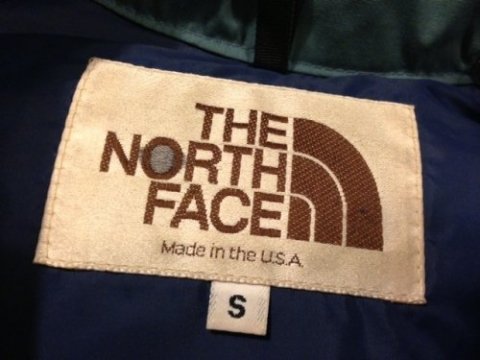 THE
NORTH
FACE
Made in the U.S.A.
S